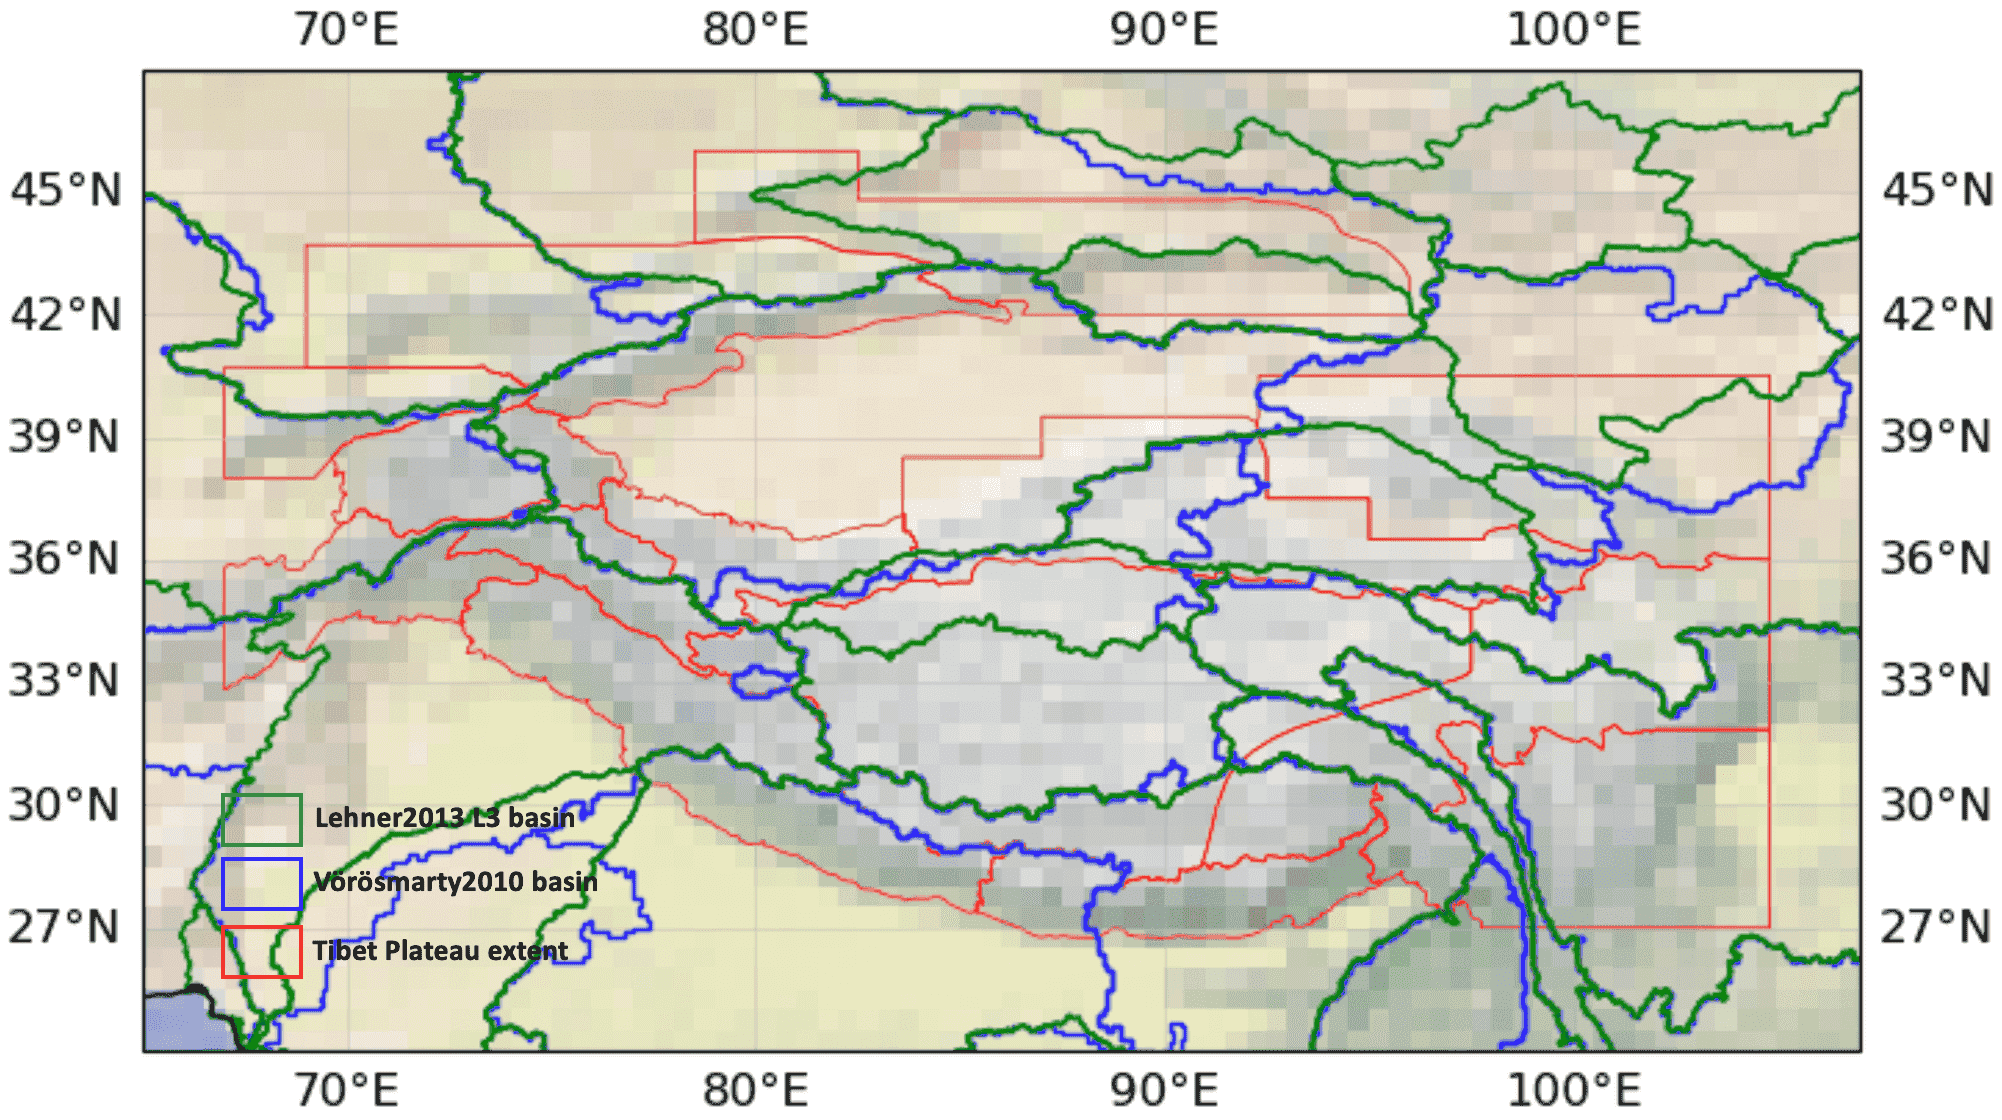 70°E 80°E 90°E 100°E
45°N 45°N
42°N 42°N
39°N 39°N
36°N 36°N
33°N 33°N
30°N 30°N
Lehner2013 L3 basin
Vörösmarty2010 basin
27°N 27°N
Tibet Plateau extent
70°E 80°E 90°E 100°E